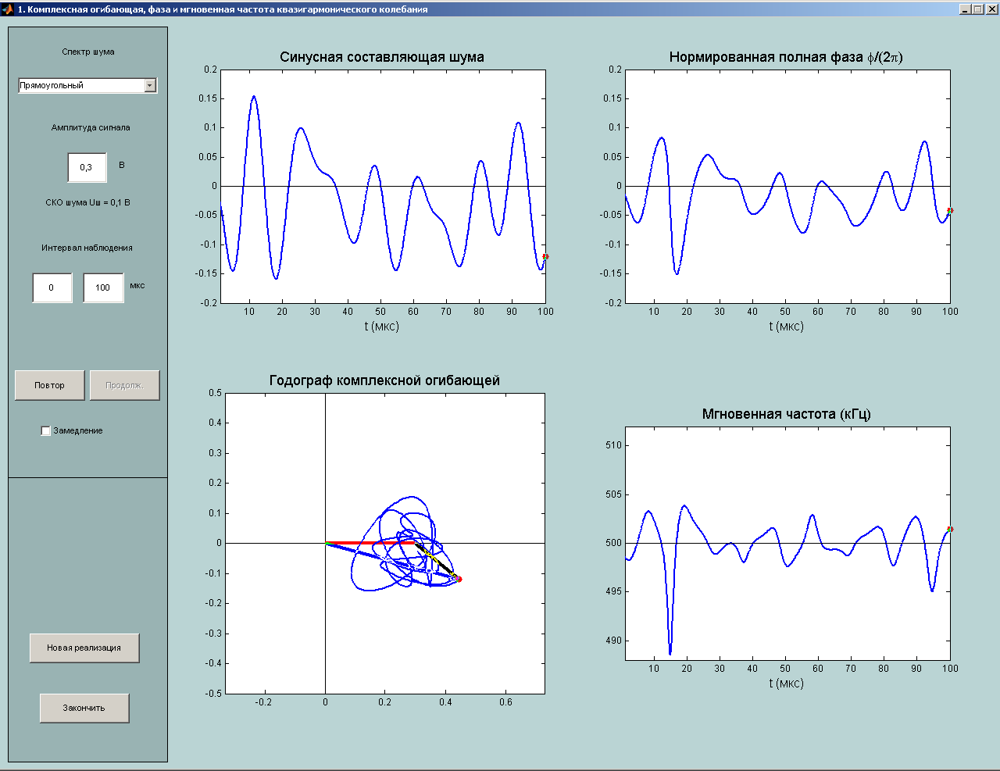 1. Комплексная огибающая, фаза и мгновенная частота квазигармонического колебания
Спектр шума
Прямоугольный
Амплитуда сигнала
0,3 В
СКО шума Uш = 0,1 В
Интервал наблюдения
0 100 мкс
Повтор Продолж.
Замедление
Новая реализация
Закончить
Синусная составляющая шума
0.2
0.15
0.1
0.05
0
-0.05
-0.1
-0.15
-0.2
10 20 30 40 50 60 70 80 90 100
t (мкс)
Нормированная полная фаза ϕ/(2π)
0.2
0.15
0.1
0.05
0
-0.05
-0.1
-0.15
-0.2
10 20 30 40 50 60 70 80 90 100
t (мкс)
Годограф комплексной огибающей
0.5
0.4
0.3
0.2
0.1
0
-0.1
-0.2
-0.3
-0.4
-0.5
-0.2 0 0.2 0.4 0.6
Мгновенная частота (кГц)
510
505
500
495
490
10 20 30 40 50 60 70 80 90 100
t (мкс)